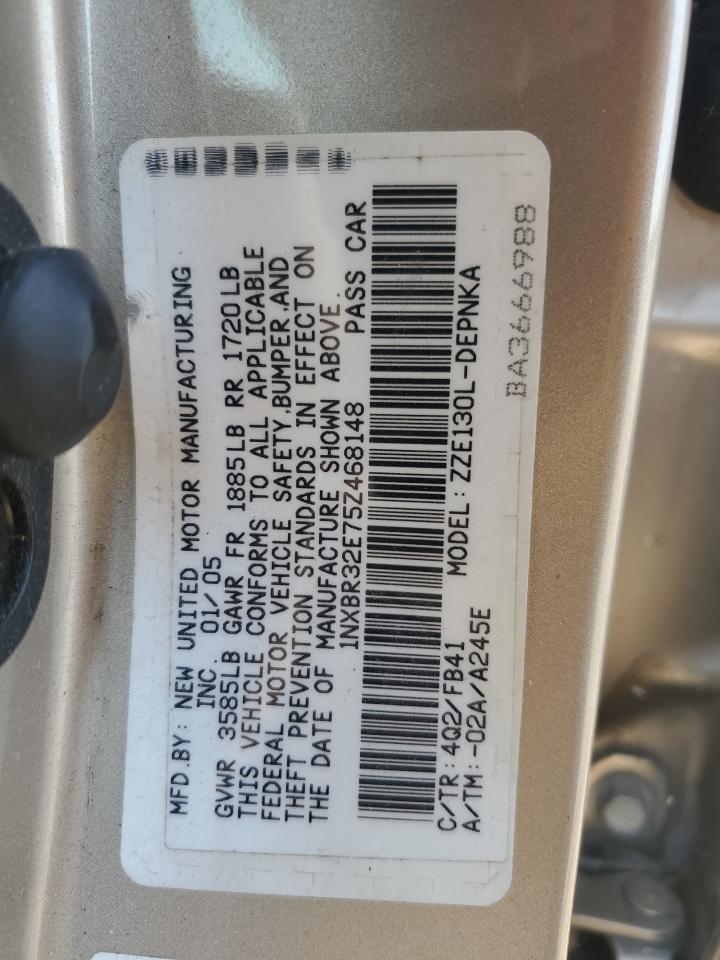 MFD.BY: NEW UNITED MOTOR MANUFACTURING
INC. 01/05
GVWR 3585LB GAWR FR 1885LB RR 1720LB
THIS VEHICLE CONFORMS TO ALL APPLICABLE
FEDERAL MOTOR VEHICLE SAFETY,BUMPER,AND
THEFT PREVENTION STANDARDS IN EFFECT ON
THE DATE OF MANUFACTURE SHOWN ABOVE.
1NXBR32E75Z468148 PASS CAR
C/TR:4Q2/FB41 MODEL:ZZE130L-DEPNKA
A/TM:-02A/A245E
BA3666988